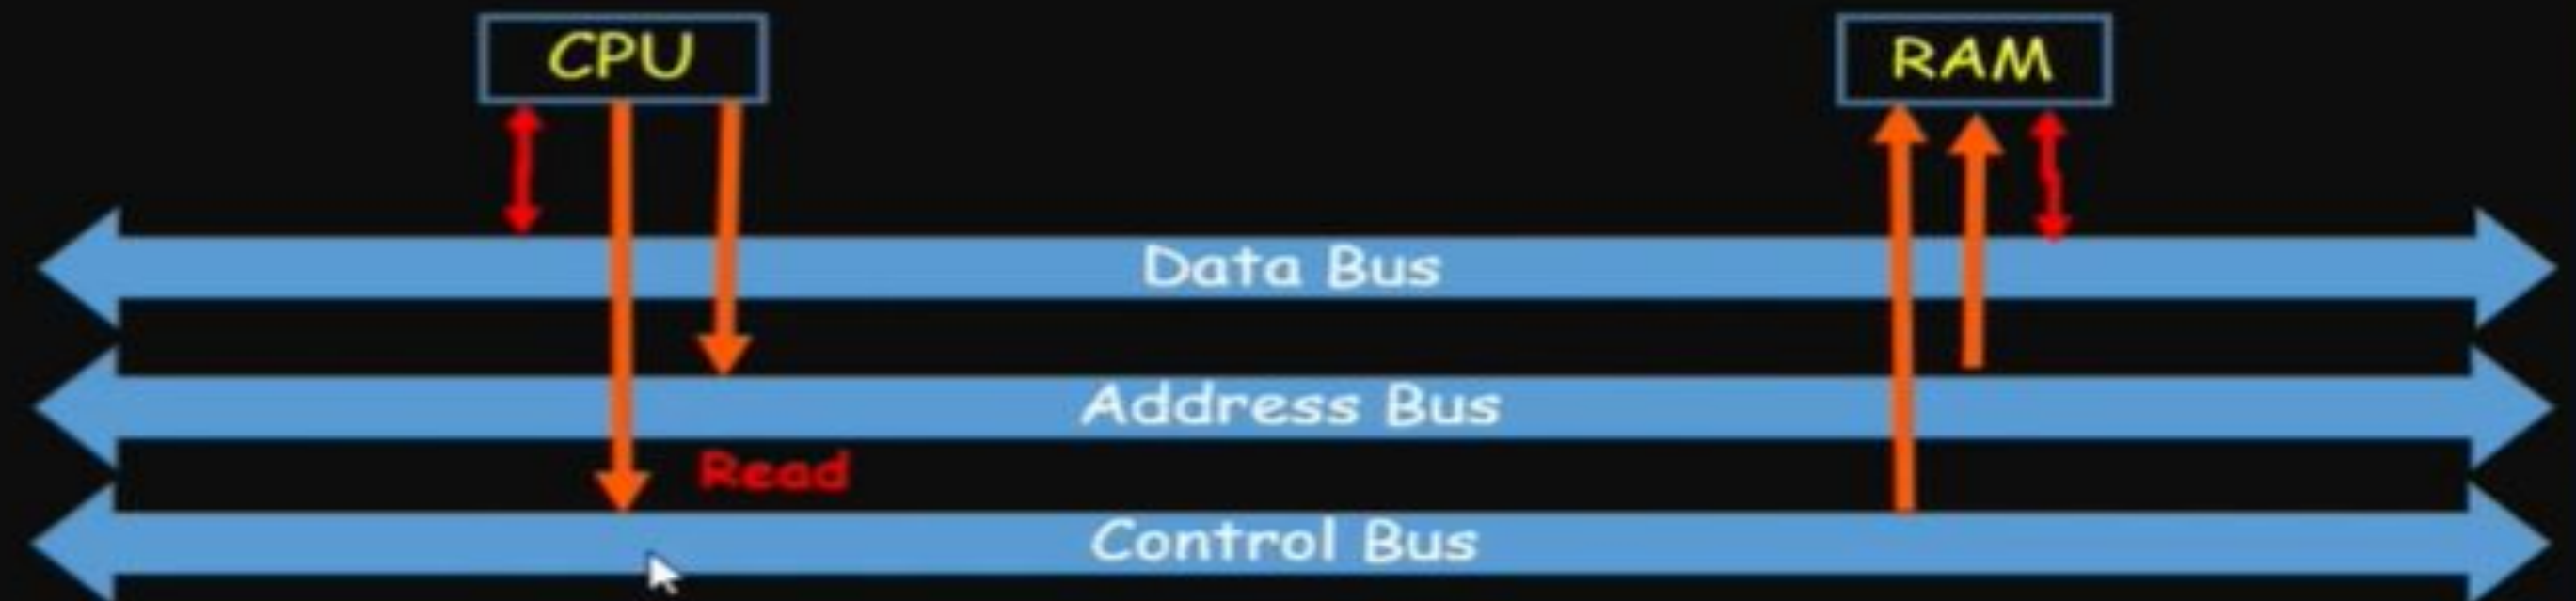 CPU
RAM
Data Bus
Address Bus
Read
Control Bus